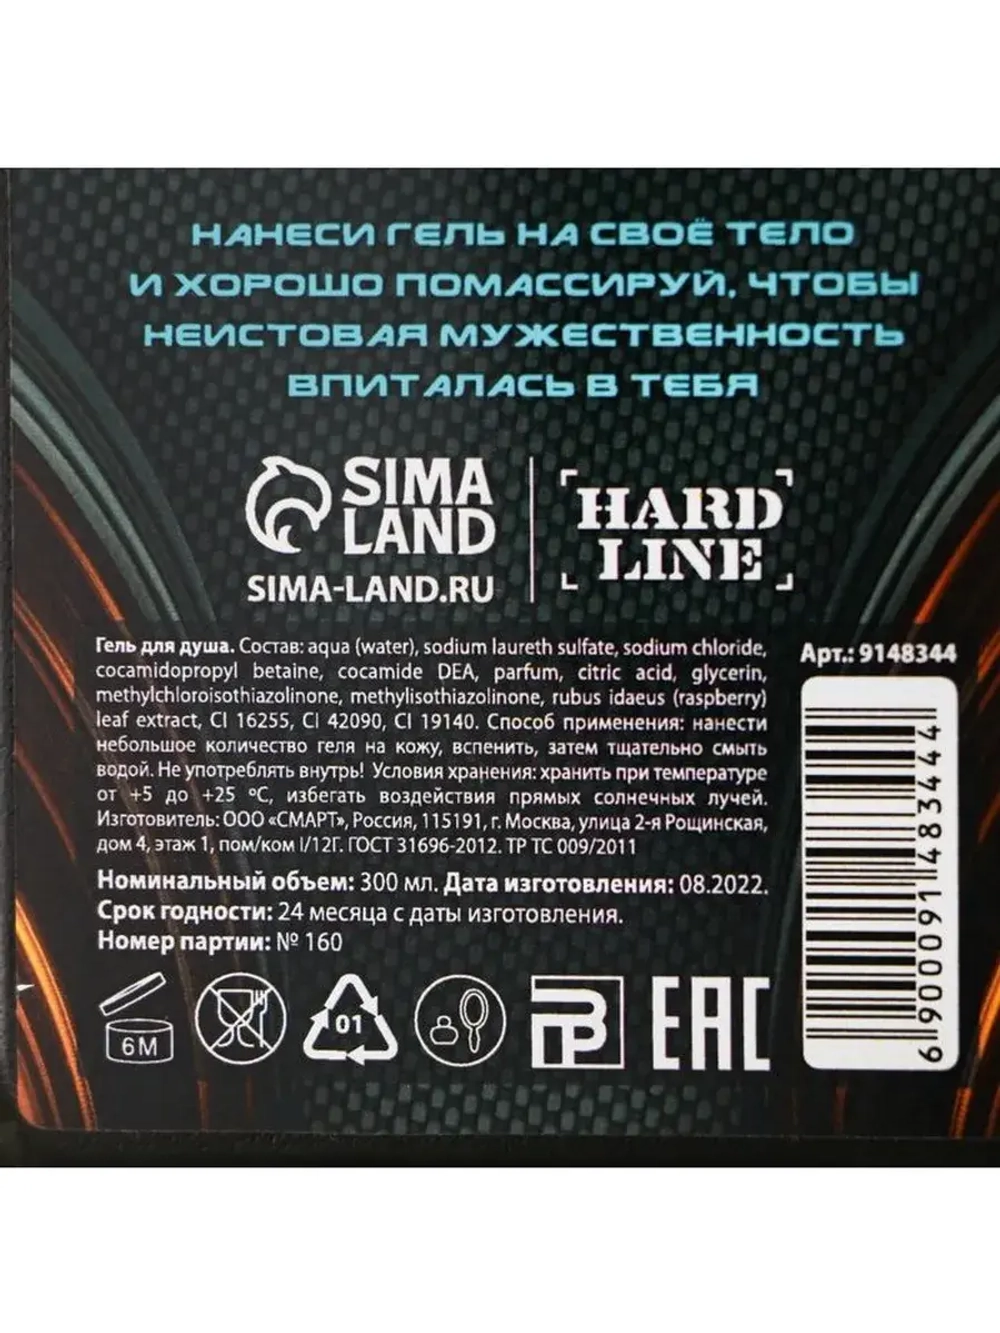 НАНЕСИ ГЕЛЬ НА СВОЁ ТЕЛО
И ХОРОШО ПОМАССИРУЙ, ЧТОБЫ
НЕИСТОВАЯ МУЖЕСТВЕННОСТЬ
ВПИТАЛАСЬ В ТЕБЯ
SIMA
LAND
SIMA-LAND.RU
HARD
LINE
Гель для душа. Состав: aqua (water), sodium laureth sulfate, sodium chloride,
cocamidopropyl betaine, cocamide DEA, parfum, citric acid, glycerin,
methylchloroisothiazolinone, methylisothiazolinone, rubus idaeus (raspberry)
leaf extract, CI 16255, CI 42090, CI 19140. Способ применения: нанести
небольшое количество геля на кожу, вспенить, затем тщательно смыть
водой. Не употреблять внутрь! Условия хранения: хранить при температуре
от +5 до +25 ºС, избегать воздействия прямых солнечных лучей.
Изготовитель: ООО «СМАРТ», Россия, 115191, г. Москва, улица 2-я Рощинская,
дом 4, этаж 1, пом/ком I/12Г. ГОСТ 31696-2012. ТР ТС 009/2011
Номинальный объем: 300 мл. Дата изготовления: 08.2022.
Срок годности: 24 месяца с даты изготовления.
Номер партии: № 160
6M
01
EAC
Арт.: 9148344
6900091483444